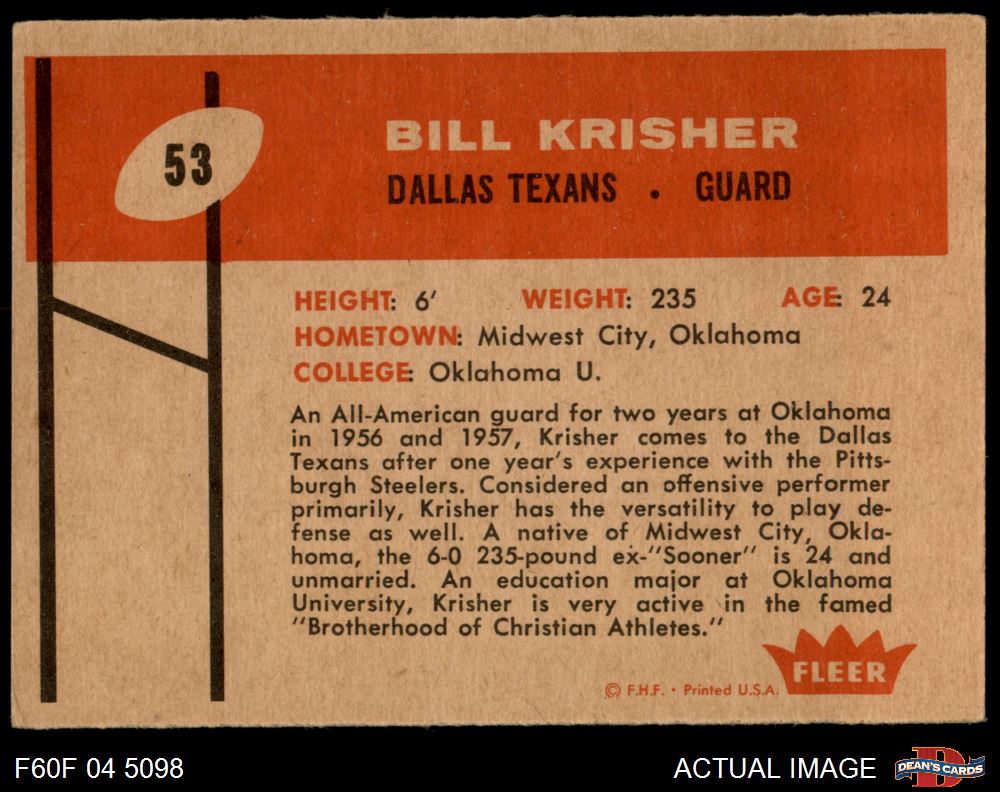 53
BILL KRISHER
DALLAS TEXANS . GUARD
HEIGHT: 6' WEIGHT: 235 AGE: 24
HOMETOWN: Midwest City, Oklahoma
COLLEGE: Oklahoma U.
An All-American guard for two years at Oklahoma
in 1956 and 1957, Krisher comes to the Dallas
Texans after one year's experience with the Pitts-
burgh Steelers. Considered an offensive performer
primarily, Krisher has the versatility to play de-
fense as well. A native of Midwest City, Okla-
homa, the 6-0 235-pound ex-"Sooner" is 24 and
unmarried. An education major at Oklahoma
University, Krisher is very active in the famed
"Brotherhood of Christian Athletes."
FLEER
© F.H.F. • Printed U.S.A.
F60F 04 5098 ACTUAL IMAGE D DEAN'S CARDS